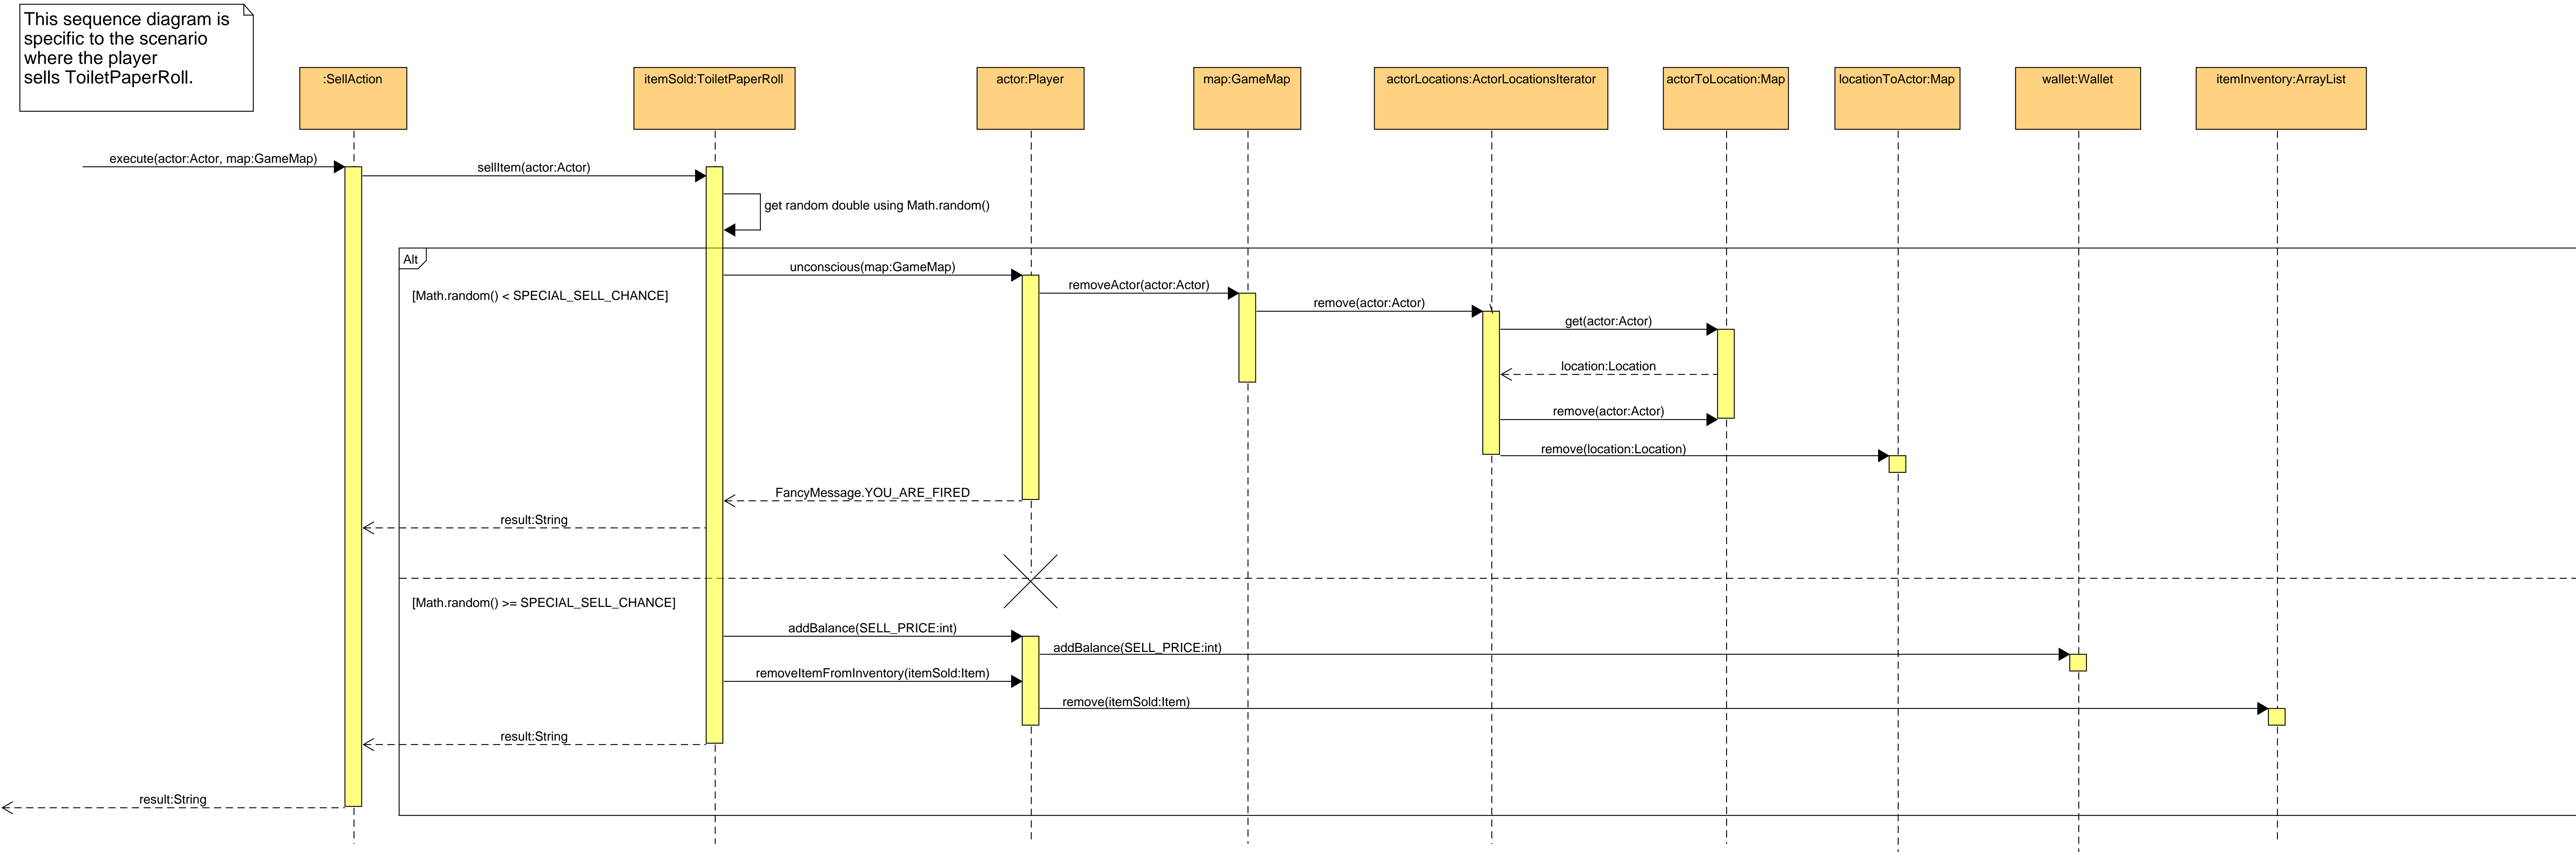 This sequence diagram is
specific to the scenario
where the player
sells ToiletPaperRoll.
:SellAction
itemSold:ToiletPaperRoll
actor:Player
map:GameMap
actorLocations:ActorLocationsIterator
actorToLocation:Map
locationToActor:Map
wallet:Wallet
itemInventory:ArrayList
execute(actor:Actor, map:GameMap)
sellItem(actor:Actor)
get random double using Math.random()
Alt
unconscious(map:GameMap)
[Math.random() < SPECIAL_SELL_CHANCE]
removeActor(actor:Actor)
remove(actor:Actor)
get(actor:Actor)
location:Location
remove(actor:Actor)
remove(location:Location)
FancyMessage.YOU_ARE_FIRED
result:String
[Math.random() >= SPECIAL_SELL_CHANCE]
addBalance(SELL_PRICE:int)
addBalance(SELL_PRICE:int)
removeItemFromInventory(itemSold:Item)
remove(itemSold:Item)
result:String
result:String